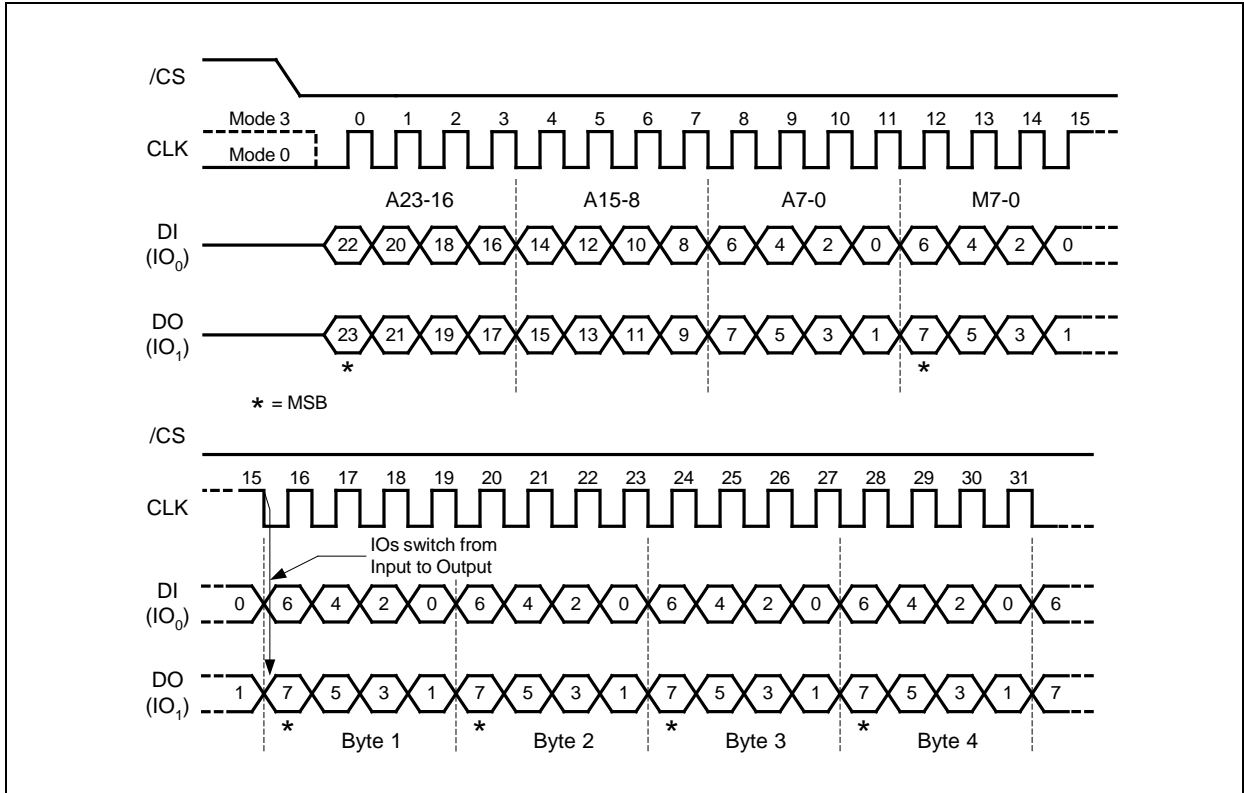 /CS
Mode 3 0 1 2 3 4 5 6 7 8 9 10 11 12 13 14 15
CLK
Mode 0
A23-16 A15-8 A7-0 M7-0
DI
(IO0)
22 20 18 16 14 12 10 8 6 4 2 0 6 4 2 0
DO
(IO1)
23 21 19 17 15 13 11 9 7 5 3 1 7 5 3 1
* *
* = MSB
/CS
15 16 17 18 19 20 21 22 23 24 25 26 27 28 29 30 31
CLK
IOs switch from
Input to Output
DI
(IO0)
0 6 4 2 0 6 4 2 0 6 4 2 0 6 4 2 0 6
DO
(IO1)
1 7 5 3 1 7 5 3 1 7 5 3 1 7 5 3 1 7
* * * *
Byte 1 Byte 2 Byte 3 Byte 4